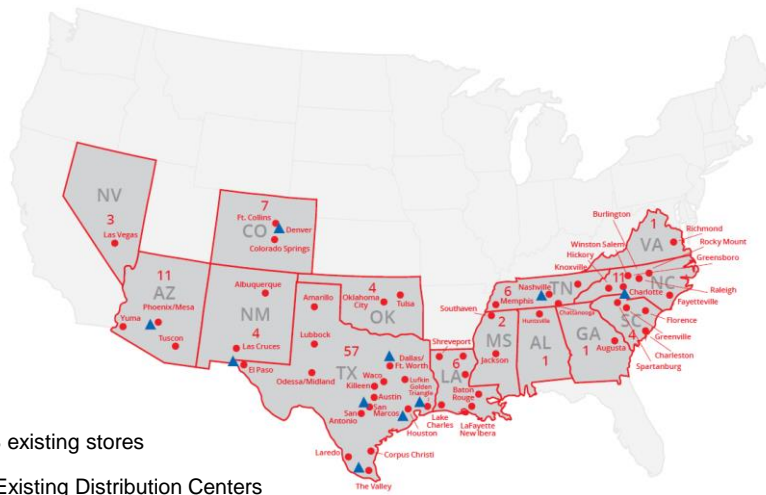 NV
3
Las Vegas
7
Ft. Collins
CO
Denver
Colorado Springs
11
AZ
Phoenix/Mesa
Yuma
Tuscon
Albuquerque
NM
4
Las Cruces
El Paso
4
Oklahoma
City
Tulsa
OK
Amarillo
Lubbock
57
TX
Odessa/Midland
Dallas/
Ft. Worth
Waco
Killeen
Austin
San
Marcos
San
Antonio
Lufkin
Golden
Triangle
Houston
Laredo
Corpus Christi
The Valley
Shreveport
6
LA
Baton
Rouge
Lake
Charles
LaFayette
New Ibera
Southaven
2
MS
Jackson
6
Memphis
Nashville
TN
Knoxville
Chattanooga
Huntsville
AL
1
GA
1
Augusta
Burlington
Winston Salem
Hickory
1
VA
Richmond
Rocky Mount
Greensboro
11
NC
Charlotte
Raleigh
Fayetteville
SC
4
Florence
Greenville
Charleston
Spartanburg
existing stores
Existing Distribution Centers